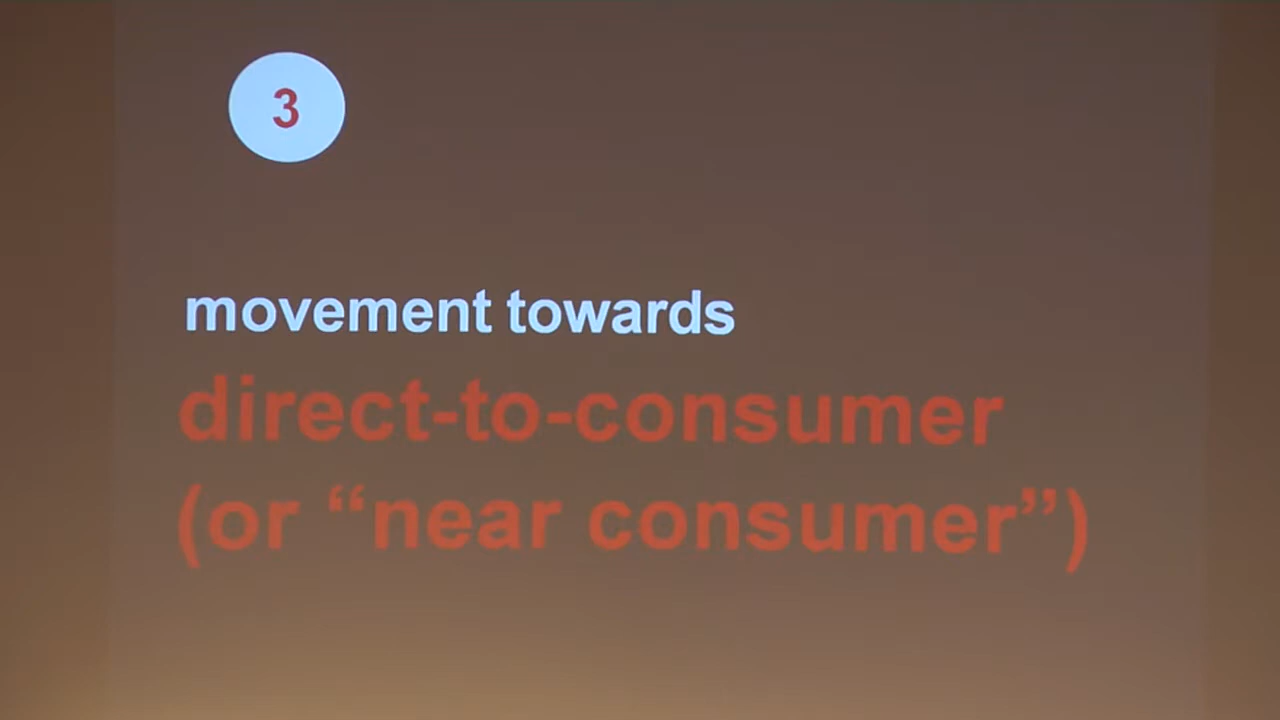 3
movement towards
direct-to-consumer
(or “near consumer”)